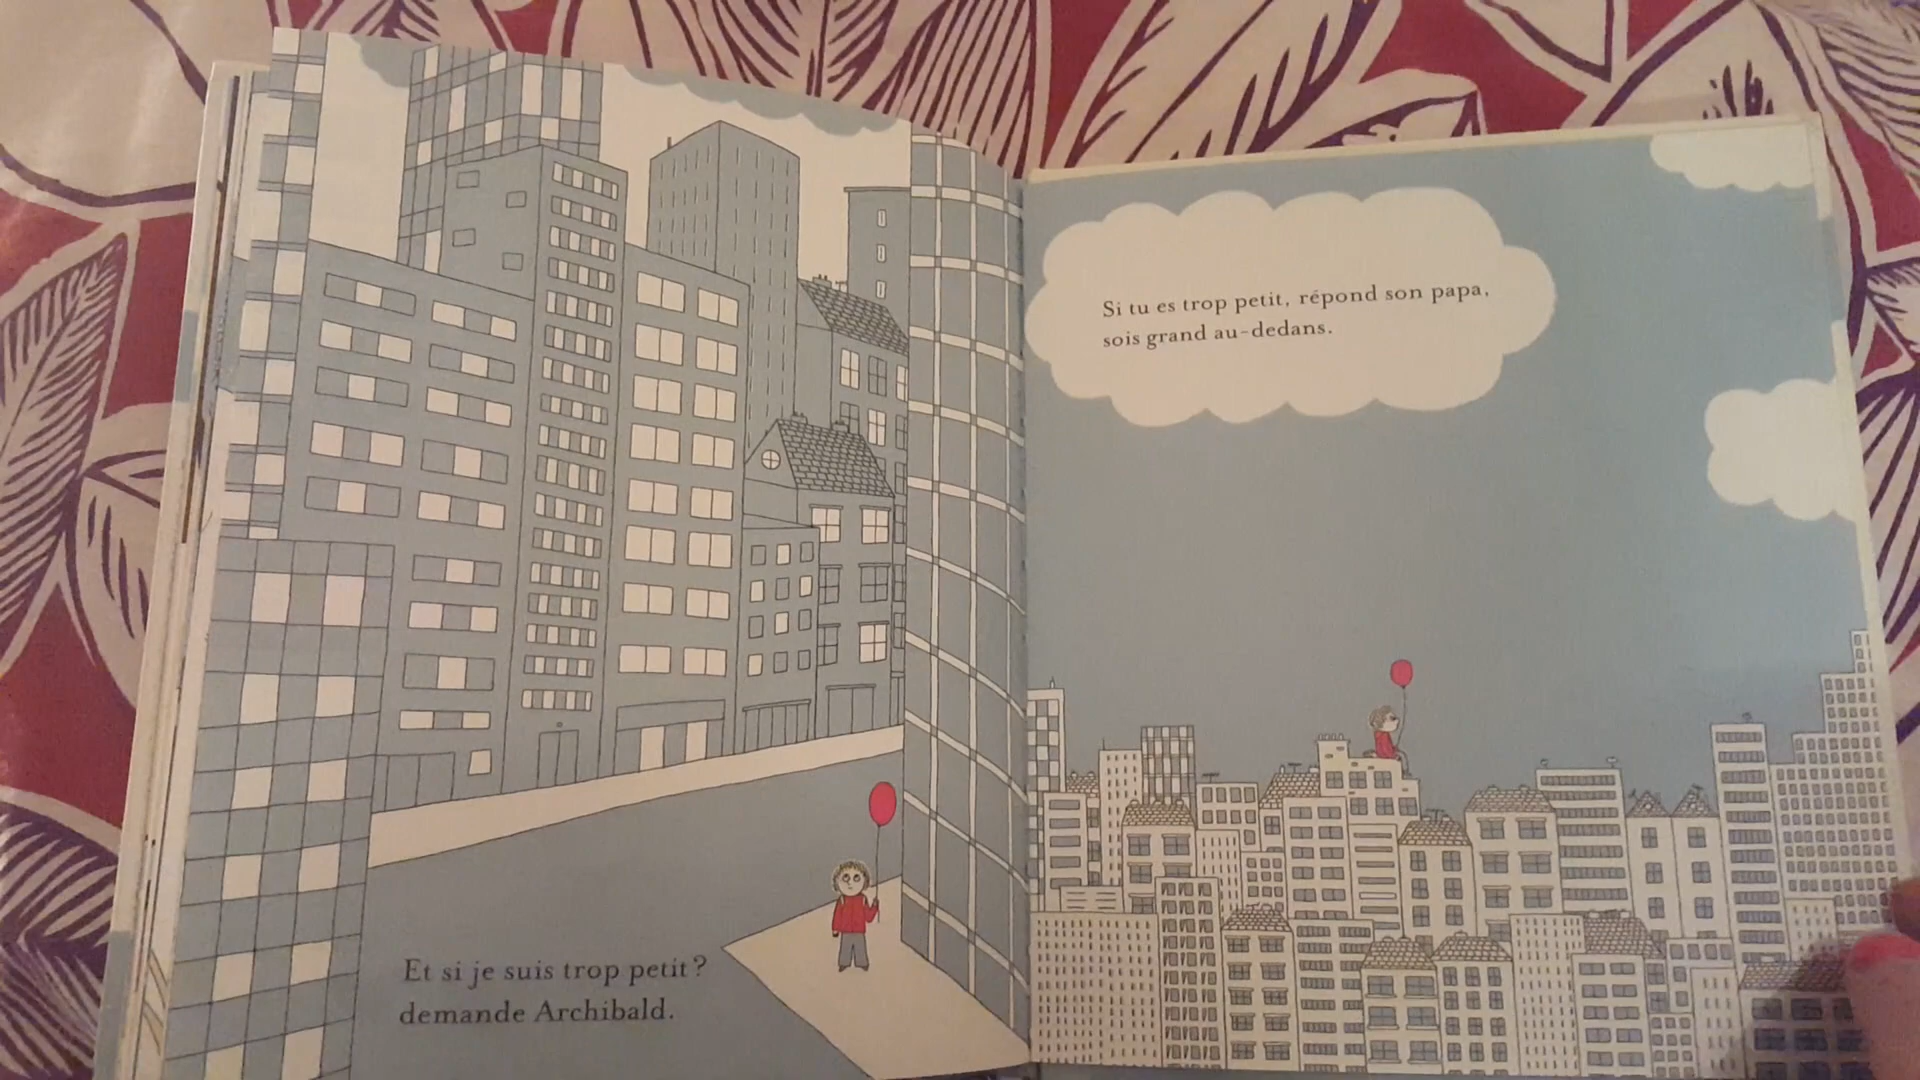 Et si je suis trop petit ?
demande Archibald.
Si tu es trop petit, répond son papa,
sois grand au-dedans.